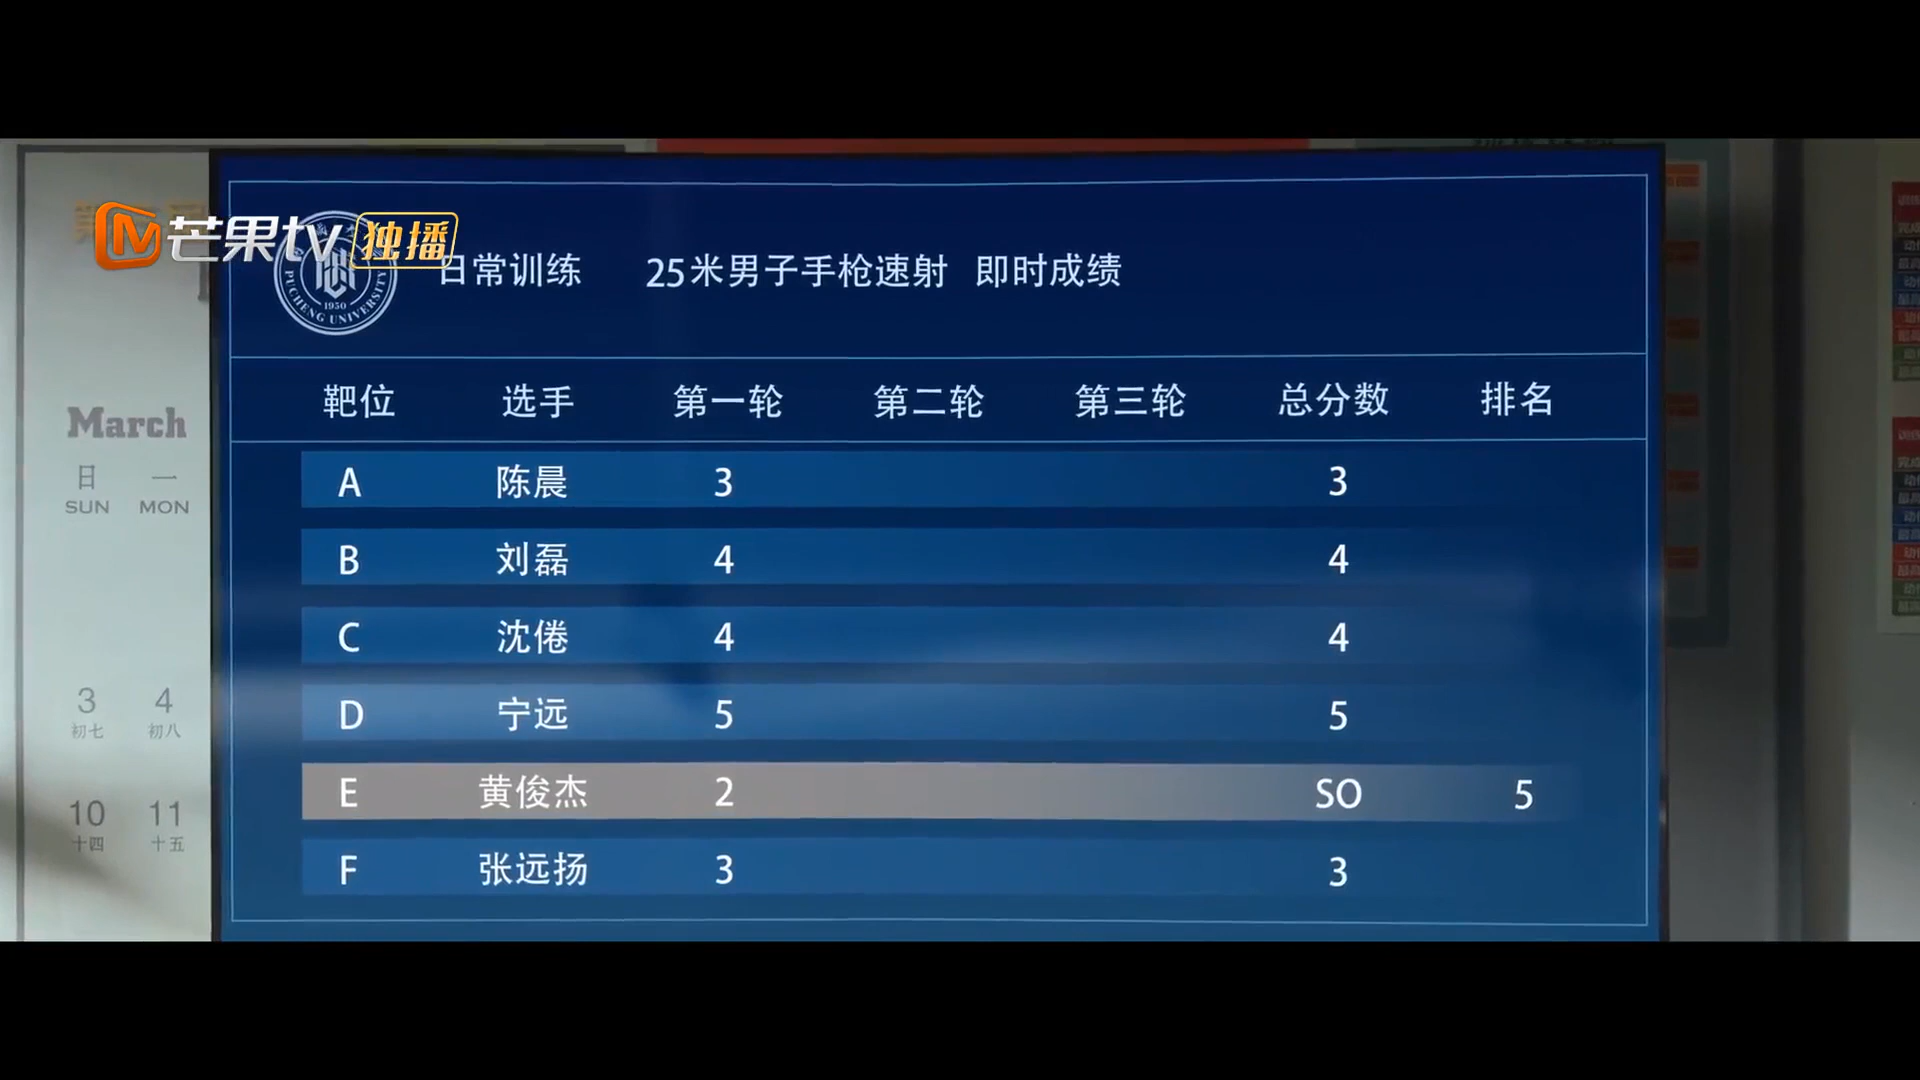 芒果tv 独播
PUCHENG UNIVERSITY
1950
日常训练 25米男子手枪速射 即时成绩
靶位 选手 第一轮 第二轮 第三轮 总分数 排名
A 陈晨 3 3
B 刘磊 4 4
C 沈倦 4 4
D 宁远 5 5
E 黄俊杰 2 SO 5
F 张远扬 3 3
March
日 一
SUN MON
3 4
初七 初八
10 11
十四 十五